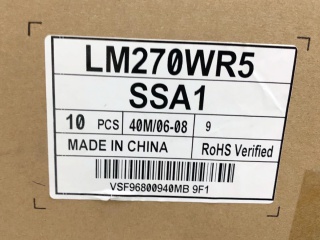 LM270WR5
SSA1
10 PCS 40M/06-08 9
MADE IN CHINA RoHS Verified
VSF96800940MB 9F1